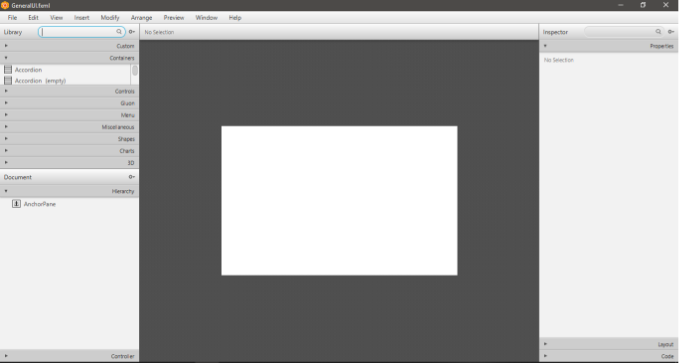 GeneralUI.fxml
File Edit View Insert Modify Arrange Preview Window Help
Library
No Selection
Inspector
Custom
Properties
Containers
No Selection
Accordion
Accordion (empty)
Controls
Gluon
Menu
Miscellaneous
Shapes
Charts
3D
Document
Hierarchy
AnchorPane
Layout
Controller
Code